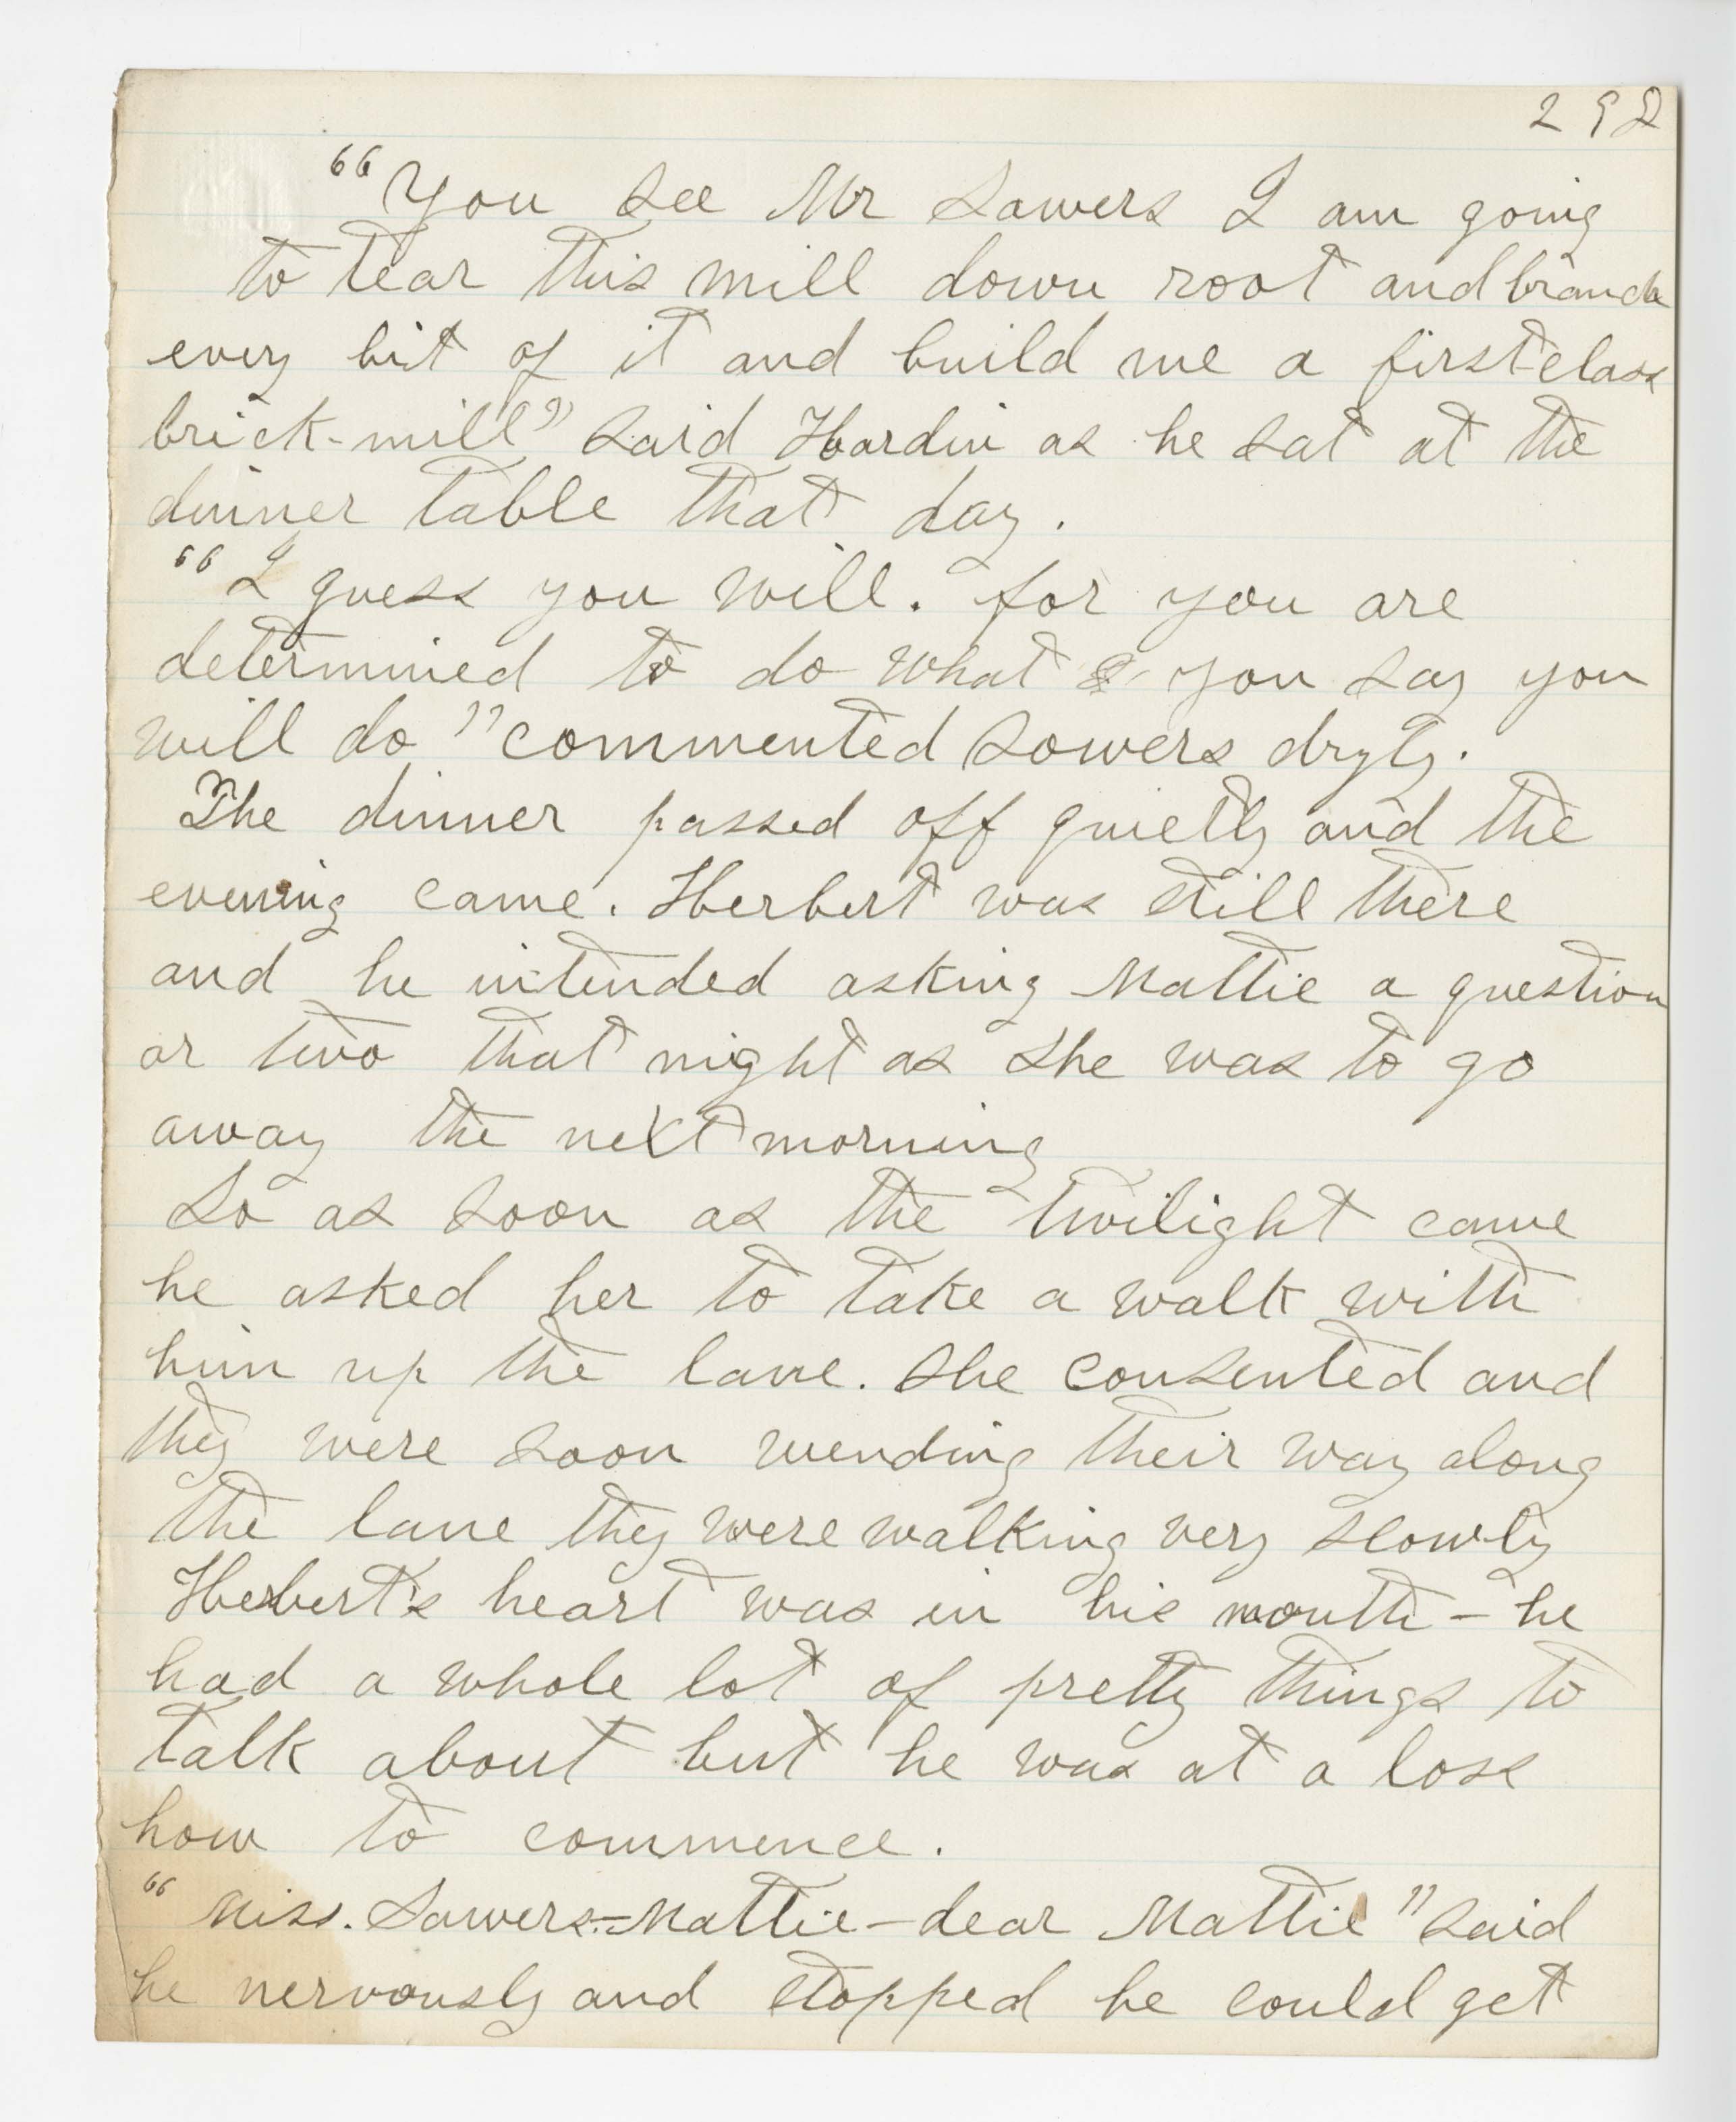 292
"You see Mr Sowers I am going
to tear this mill down root and branch
every bit of it and build me a first-class
brick-mill" said Hardin as he sat at the
dinner table that day.
"I guess you will. for you are
determined to do what you say you
will do" commented Sowers dryly.
The dinner passed off quietly and the
evening came. Herbert was still there
and he intended asking Mattie a question
or two that night as she was to go
away the next morning
So as soon as the twilight came
he asked her to take a walk with
him up the lane. She consented and
they were soon wending their way along
the lane they were walking very slowly
Herbert's heart was in his mouth - he
had a whole lot of pretty things to
talk about but he was at a loss
how to commence.
"Miss. Sowers.-Mattie-dear Mattie" said
he nervously and stopped he could get